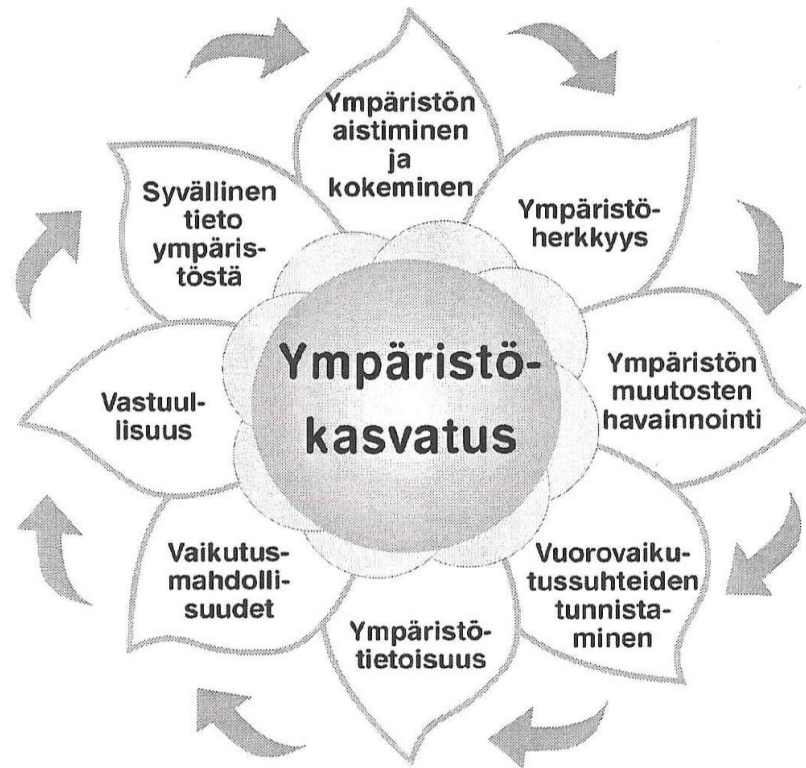 Ympäristö-
kasvatus
Ympäristön
aistiminen
ja
kokeminen
Ympäristö-
herkkyys
Ympäristön
muutosten
havainnointi
Vuorovaiku-
tussuhteiden
tunnista-
minen
Ympäristö-
tietoisuus
Vaikutus-
mahdolli-
suudet
Vastuul-
lisuus
Syvällinen
tieto
ympäris-
töstä